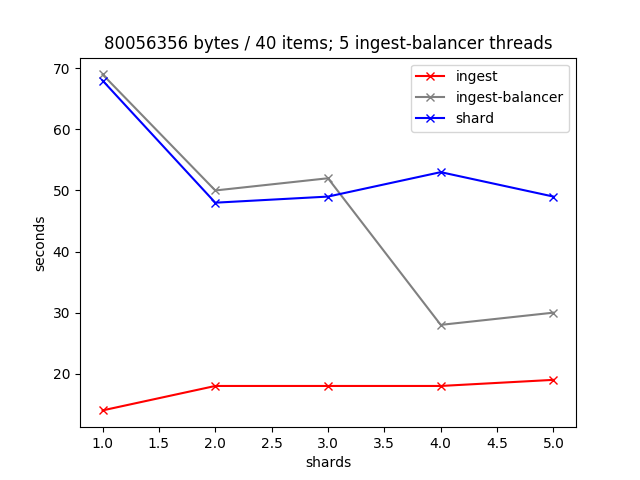 80056356 bytes / 40 items; 5 ingest-balancer threads
ingest
ingest-balancer
shard
70
60
50
40
30
20
seconds
1.0 1.5 2.0 2.5 3.0 3.5 4.0 4.5 5.0
shards